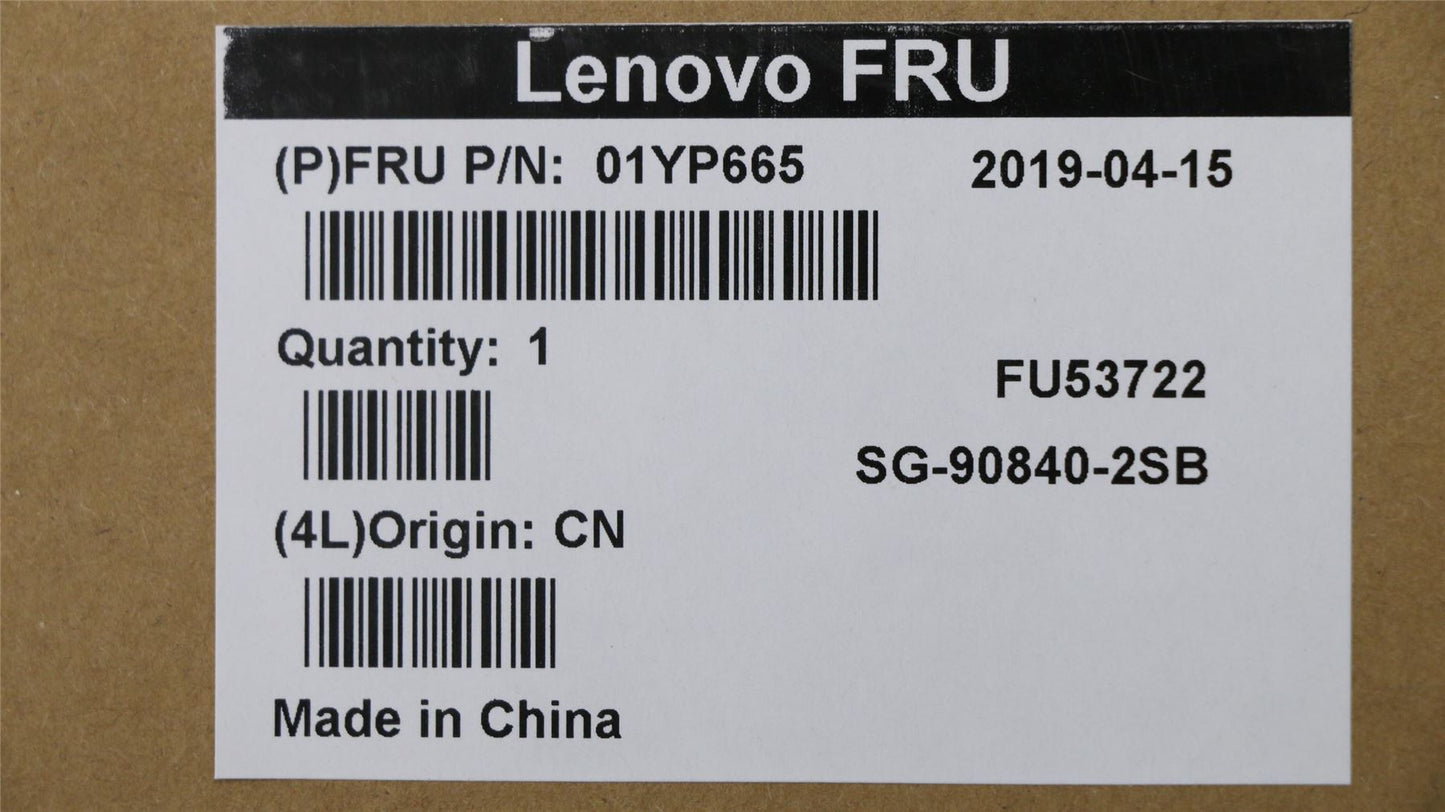 Lenovo FRU
(P)FRU P/N: 01YP665 2019-04-15
Quantity: 1
FU53722
SG-90840-2SB
(4L)Origin: CN
Made in China